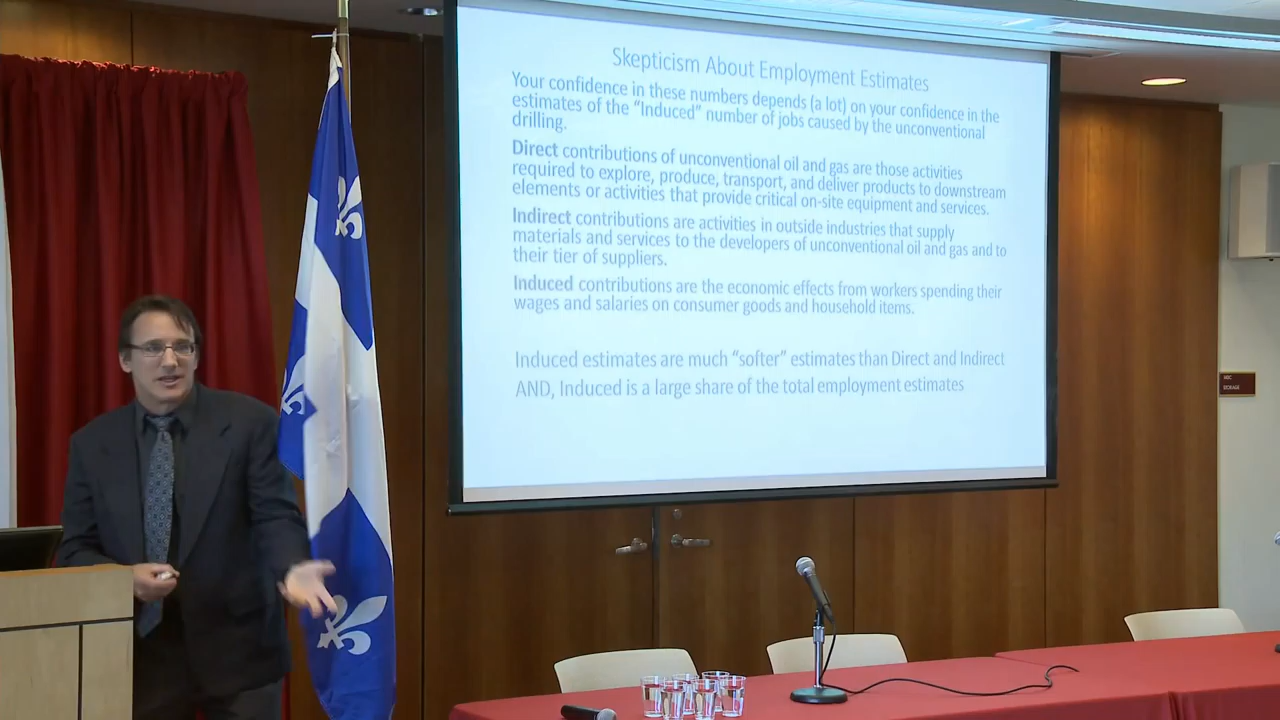 Skepticism About Employment Estimates
Your confidence in these numbers depends (a lot) on your confidence in the
estimates of the “Induced” number of jobs caused by the unconventional
drilling.
Direct contributions of unconventional oil and gas are those activities
required to explore, produce, transport, and deliver products to downstream
elements or activities that provide critical on-site equipment and services.
Indirect contributions are activities in outside industries that supply
materials and services to the developers of unconventional oil and gas and to
their tier of suppliers.
Induced contributions are the economic effects from workers spending their
wages and salaries on consumer goods and household items.
Induced estimates are much “softer” estimates than Direct and Indirect
AND, Induced is a large share of the total employment estimates
STORAGE